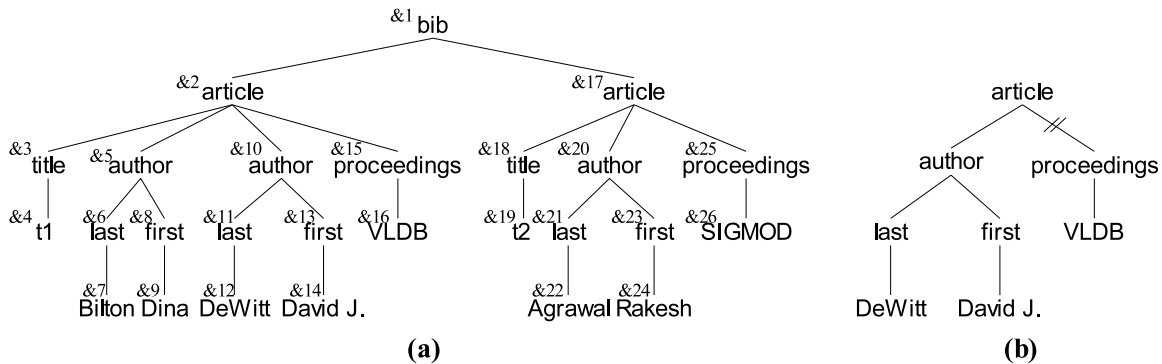 &1 bib
&2 article &17 article article
&3 title &5 author &10 author &15 proceedings &18 title &20 author &25 proceedings author proceedings
&4 t1 &6 last &8 first &11 last &13 first &16 VLDB &19 t2 &21 last &23 first &26 SIGMOD last first VLDB
&7 Bilton &9 Dina &12 DeWitt &14 David J. &22 Agrawal &24 Rakesh DeWitt David J.
(a) (b)